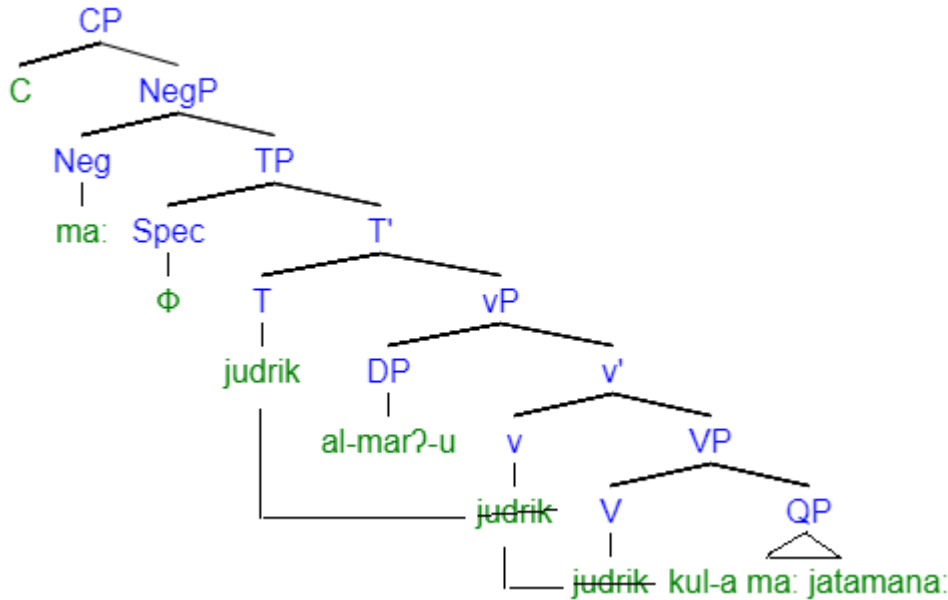 CP
C NegP
Neg TP
ma: Spec T'
Φ T vP
judrik DP v'
al-marʔ-u v VP
judrik V QP
judrik kul-a ma: jatamana: